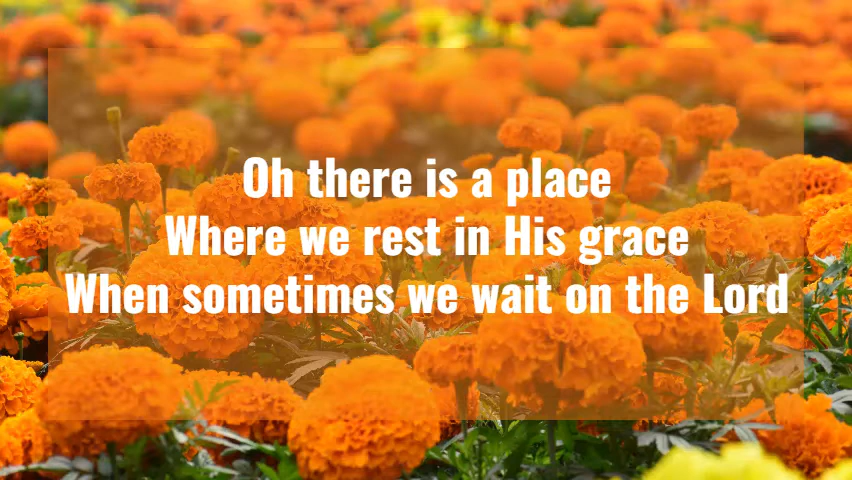 Oh there is a place
Where we rest in His grace
When sometimes we wait on the Lord